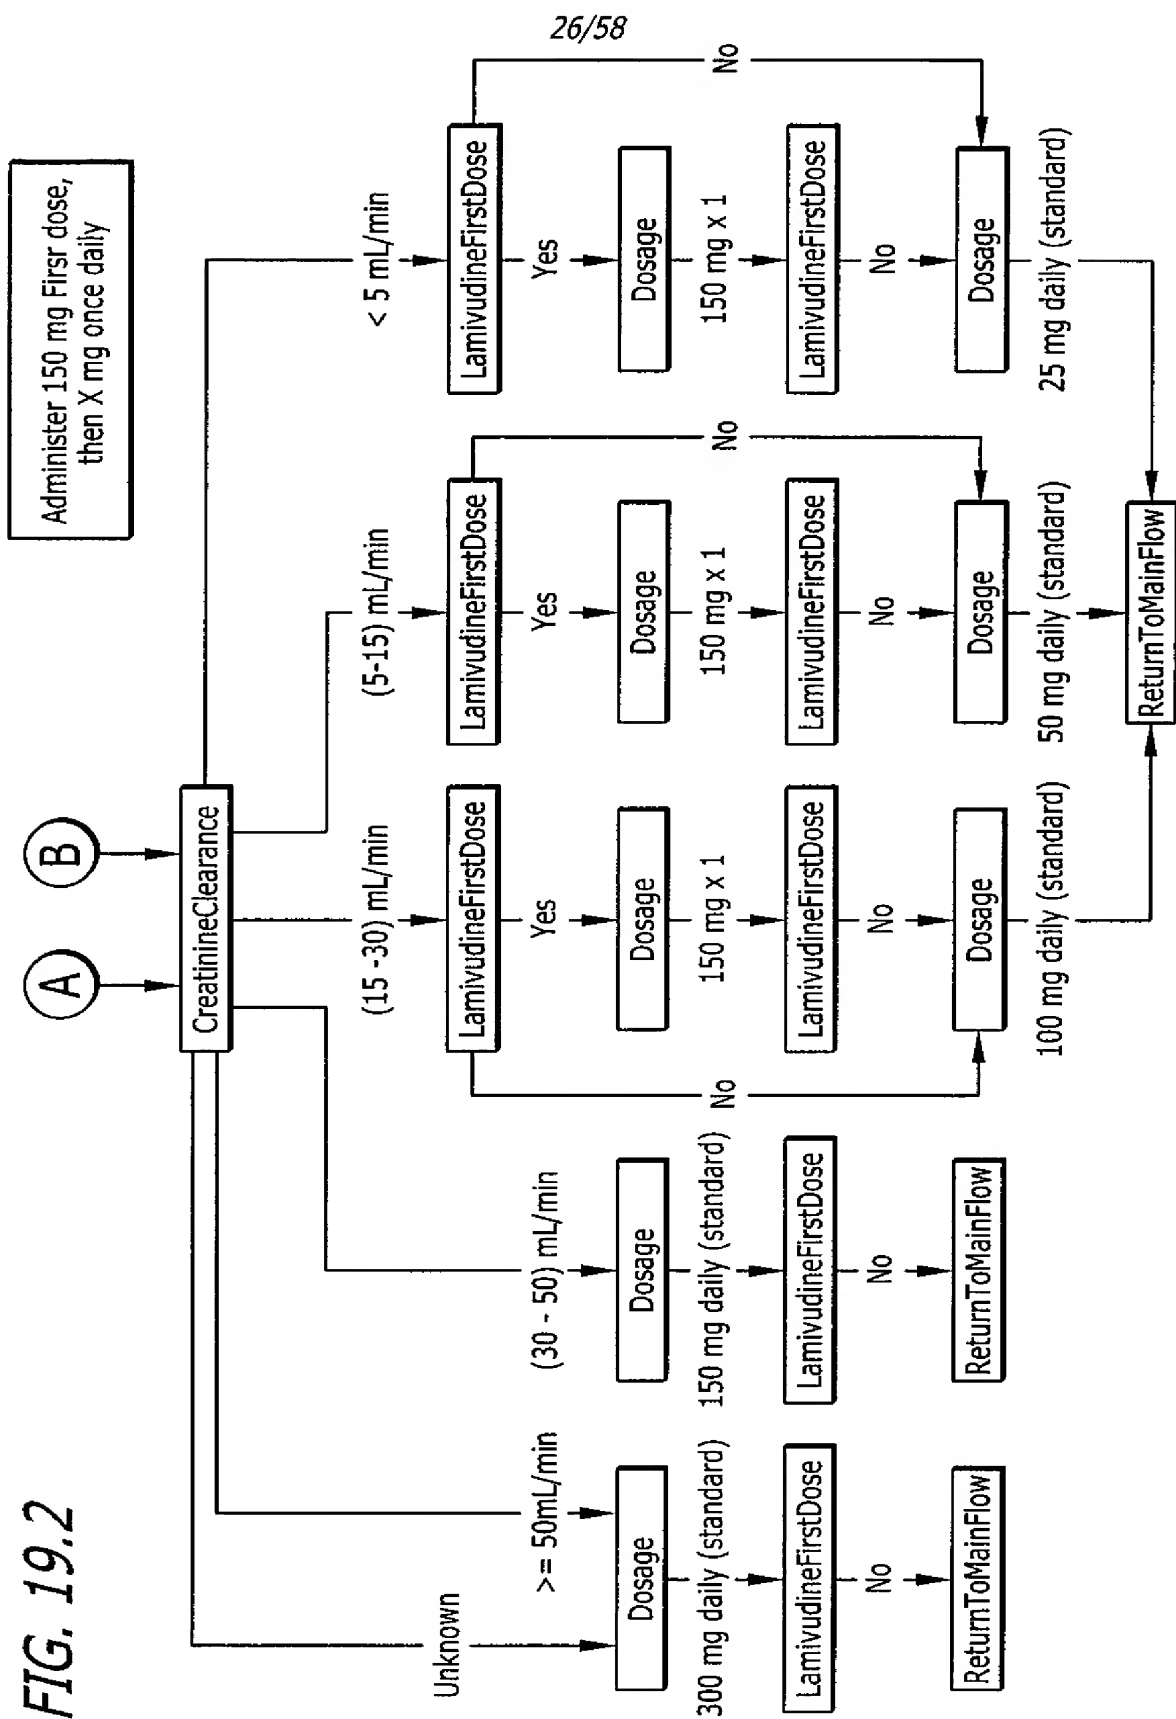 26/58
FIG. 19.2
Administer 150 mg Firsr dose,
then X mg once daily
A
B
CreatinineClearance
Unknown
>= 50mL/min
(30 - 50) mL/min
(15 -30) mL/min
(5-15) mL/min
< 5 mL/min
LamivudineFirstDose
LamivudineFirstDose
LamivudineFirstDose
Yes
Yes
Yes
No
No
No
Dosage
Dosage
Dosage
Dosage
Dosage
300 mg daily (standard)
150 mg daily (standard)
150 mg x 1
150 mg x 1
150 mg x 1
LamivudineFirstDose
LamivudineFirstDose
LamivudineFirstDose
LamivudineFirstDose
LamivudineFirstDose
No
No
No
No
No
ReturnToMainFlow
ReturnToMainFlow
Dosage
Dosage
Dosage
100 mg daily (standard)
50 mg daily (standard)
25 mg daily (standard)
ReturnToMainFlow